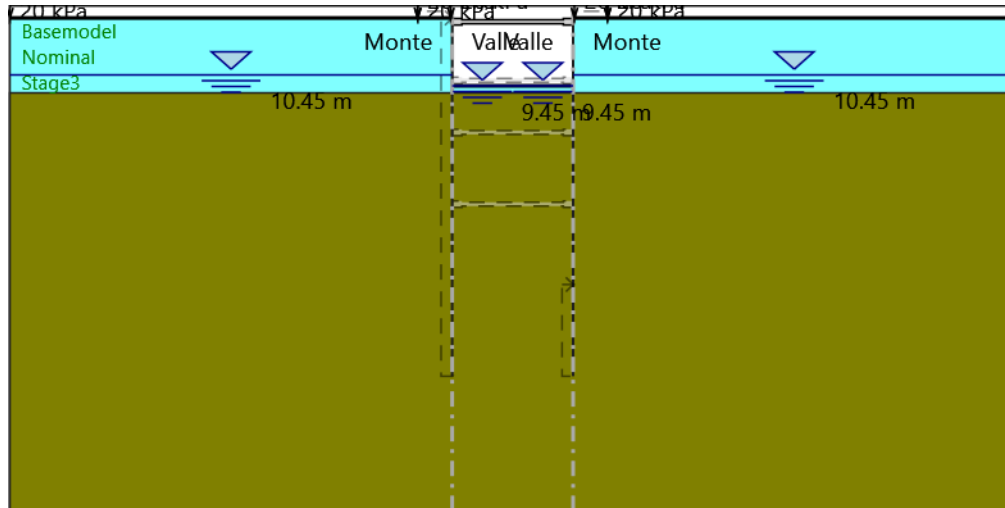 20 kPa
20 kPa
20 kPa
Basemodel
Nominal
Stage3
Monte
Valle
Valle
Monte
10.45 m
9.45 m
9.45 m
10.45 m